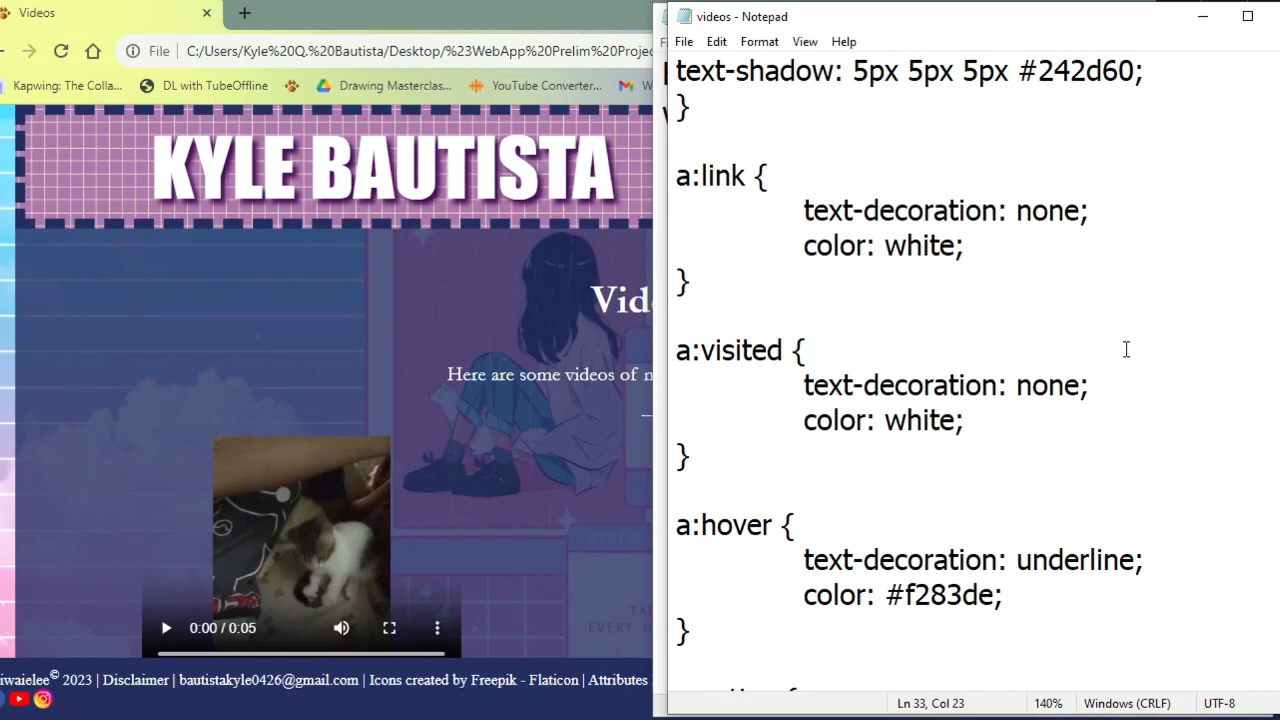 Videos
File C:/Users/Kyle%20Q.%20Bautista/Desktop/%23WebApp%20Prelim%20Projec
Kapwing: The Colla... DL with TubeOffline Drawing Masterclas... YouTube Converter...
KYLE BAUTISTA
Vid
Here are some videos of
0:00 / 0:05
iwaielee© 2023 | Disclaimer | bautistakyle0426@gmail.com | Icons created by Freepik - Flaticon | Attributes
videos - Notepad
File Edit Format View Help
text-shadow: 5px 5px 5px #242d60;
}
a:link {
text-decoration: none;
color: white;
}
a:visited {
text-decoration: none;
color: white;
}
a:hover {
text-decoration: underline;
color: #f283de;
}
Ln 33, Col 23 140% Windows (CRLF) UTF-8